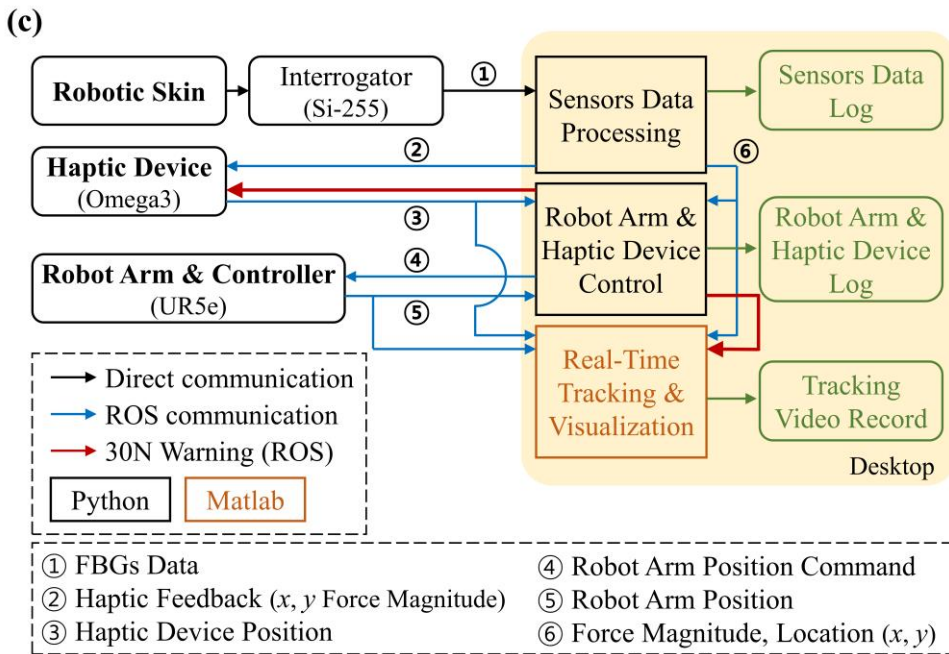 (c)
Robotic Skin
Interrogator
(Si-255)
①
Sensors Data
Processing
Sensors Data
Log
②
⑥
Haptic Device
(Omega3)
③
Robot Arm &
Haptic Device
Control
Robot Arm &
Haptic Device
Log
Robot Arm & Controller
(UR5e)
④
⑤
Real-Time
Tracking &
Visualization
Tracking
Video Record
Desktop
Direct communication
ROS communication
30N Warning (ROS)
Python
Matlab
① FBGs Data
② Haptic Feedback (x, y Force Magnitude)
③ Haptic Device Position
④ Robot Arm Position Command
⑤ Robot Arm Position
⑥ Force Magnitude, Location (x, y)